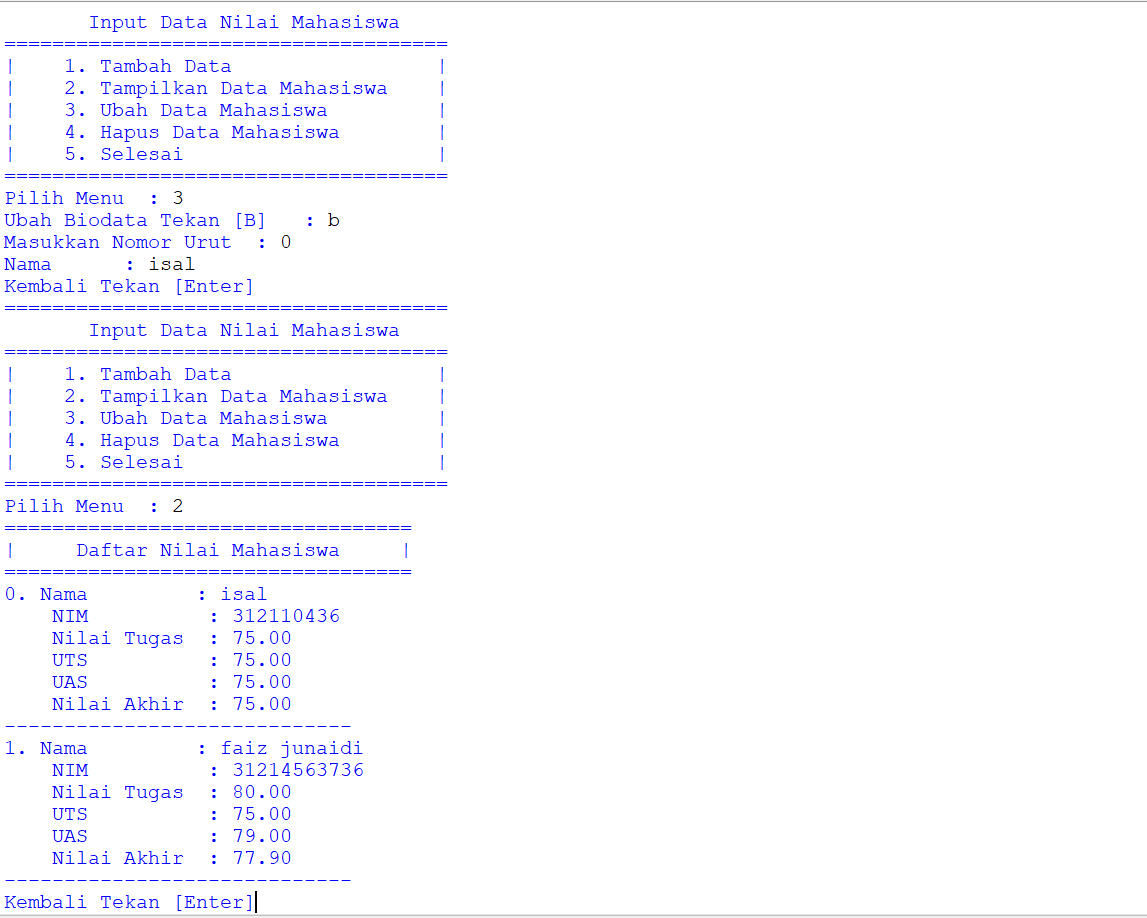 Input Data Nilai Mahasiswa
=====================================
|    1. Tambah Data                 |
|    2. Tampilkan Data Mahasiswa    |
|    3. Ubah Data Mahasiswa         |
|    4. Hapus Data Mahasiswa        |
|    5. Selesai                     |
=====================================
Pilih Menu  : 3
Ubah Biodata Tekan [B]   : b
Masukkan Nomor Urut  : 0
Nama      : isal
Kembali Tekan [Enter]
=====================================
       Input Data Nilai Mahasiswa
=====================================
|    1. Tambah Data                 |
|    2. Tampilkan Data Mahasiswa    |
|    3. Ubah Data Mahasiswa         |
|    4. Hapus Data Mahasiswa        |
|    5. Selesai                     |
=====================================
Pilih Menu  : 2
==================================
|     Daftar Nilai Mahasiswa     |
==================================
0. Nama         : isal
    NIM          : 312110436
    Nilai Tugas  : 75.00
    UTS          : 75.00
    UAS          : 75.00
    Nilai Akhir  : 75.00
-----------------------------
1. Nama         : faiz junaidi
    NIM          : 31214563736
    Nilai Tugas  : 80.00
    UTS          : 75.00
    UAS          : 79.00
    Nilai Akhir  : 77.90
-----------------------------
Kembali Tekan [Enter]